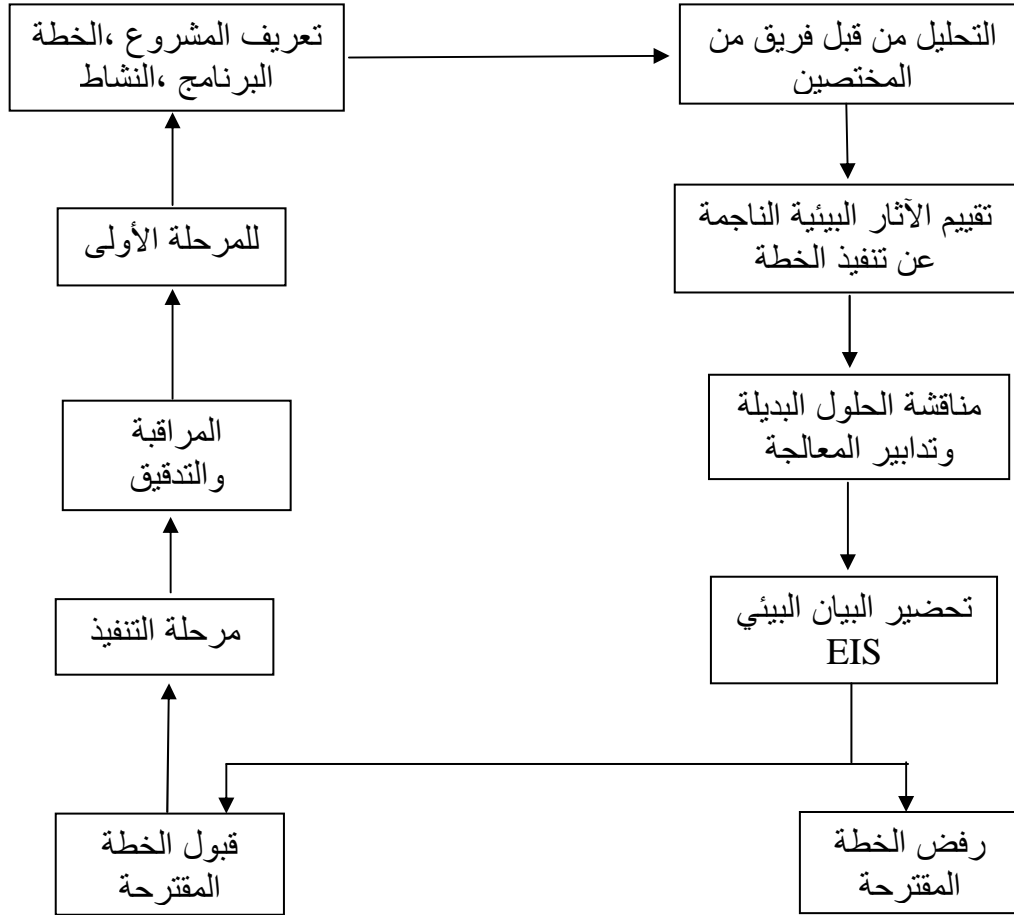 تعريف المشروع ،الخطة
البرنامج ،النشاط
التحليل من قبل فريق من
المختصين
تقييم الآثار البيئية الناجمة
عن تنفيذ الخطة
للمرحلة الأولى
مناقشة الحلول البديلة
وتدابير المعالجة
المراقبة
والتدقيق
تحضير البيان البيئي
EIS
مرحلة التنفيذ
رفض الخطة
المقترحة
قبول الخطة
المقترحة